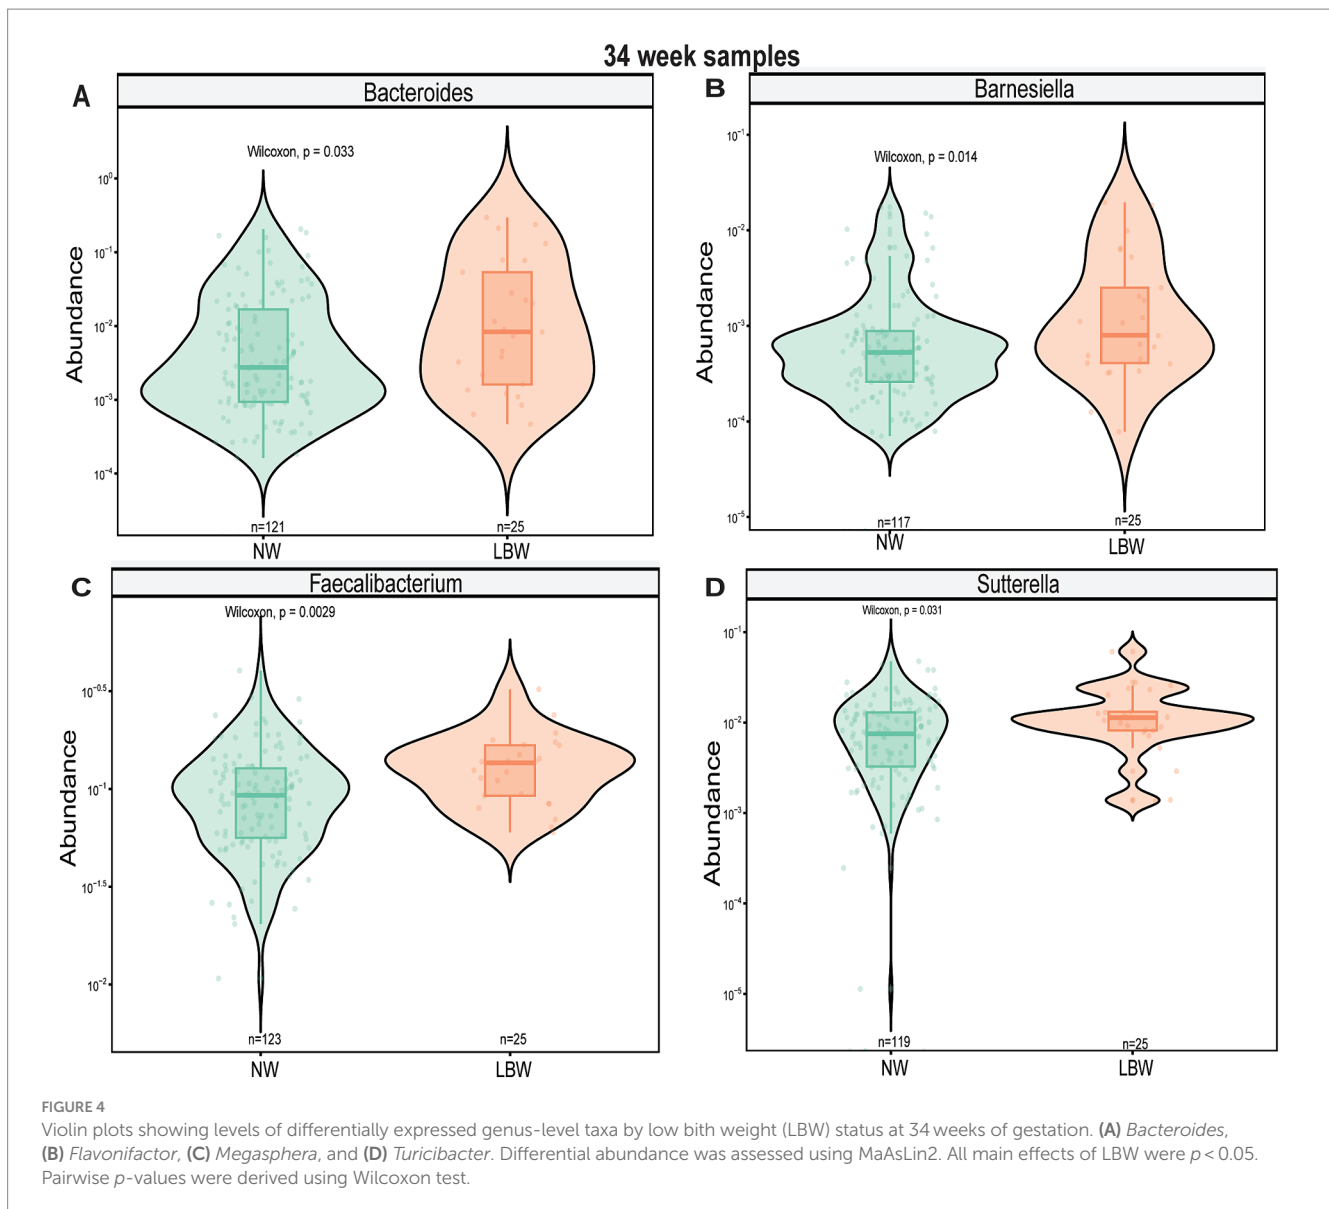 34 week samples
A
Bacteroides
Wilcoxon, p = 0.033
Abundance
10⁰
10⁻¹
10⁻²
10⁻³
10⁻⁴
n=121
n=25
NW
LBW
B
Barnesiella
Wilcoxon, p = 0.014
Abundance
10⁻¹
10⁻²
10⁻³
10⁻⁴
10⁻⁵
n=117
n=25
NW
LBW
C
Faecalibacterium
Wilcoxon, p = 0.0029
Abundance
10⁻⁰·⁵
10⁻¹
10⁻¹·⁵
10⁻²
n=123
n=25
NW
LBW
D
Sutterella
Wilcoxon, p = 0.031
Abundance
10⁻¹
10⁻²
10⁻³
10⁻⁴
10⁻⁵
n=119
n=25
NW
LBW
FIGURE 4
Violin plots showing levels of differentially expressed genus-level taxa by low bith weight (LBW) status at 34 weeks of gestation. (A) Bacteroides,
(B) Flavonifactor, (C) Megasphera, and (D) Turicibacter. Differential abundance was assessed using MaAsLin2. All main effects of LBW were p < 0.05.
Pairwise p-values were derived using Wilcoxon test.